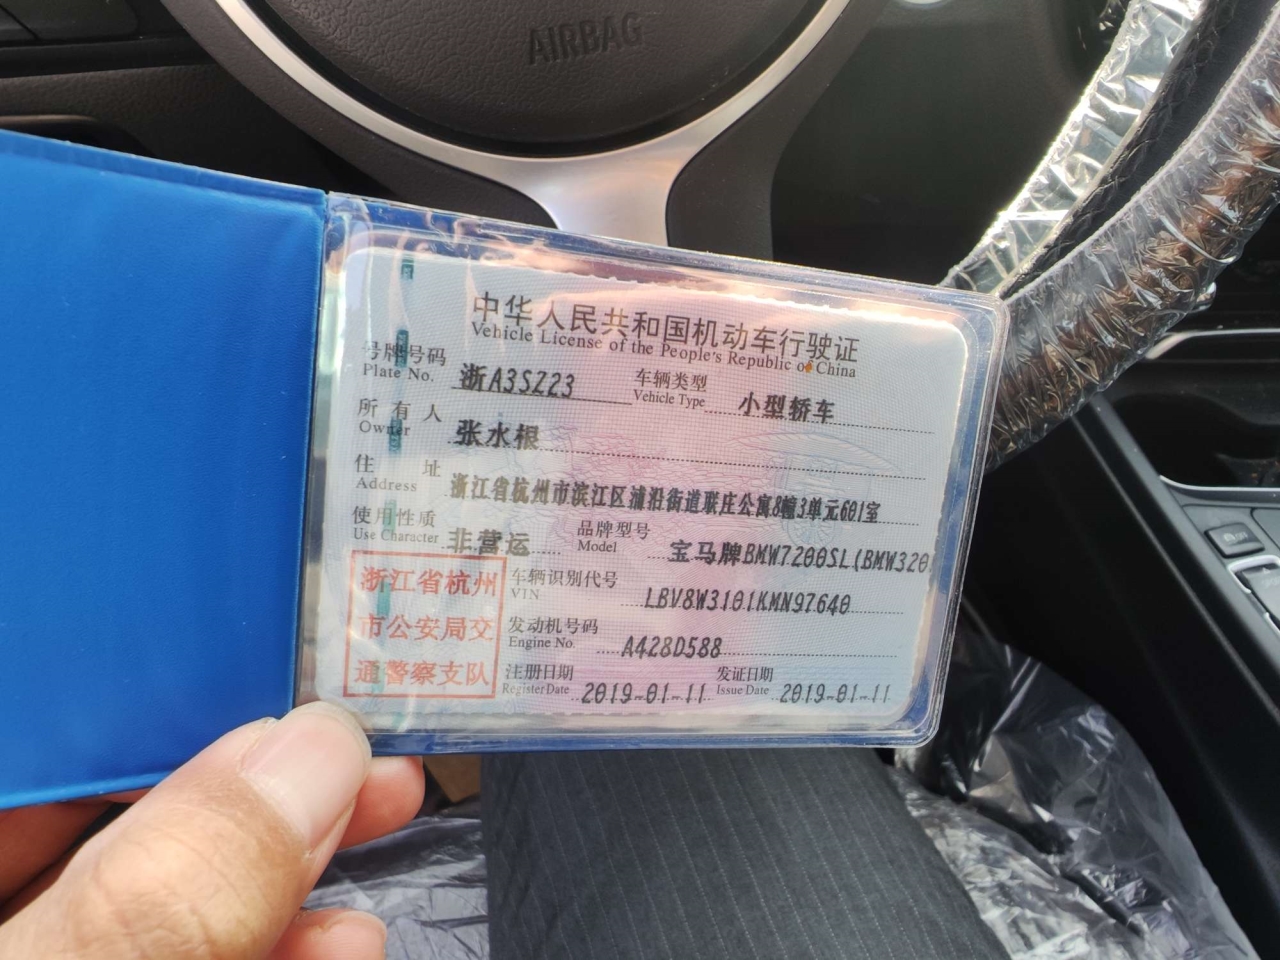 AIRBAG
中华人民共和国机动车行驶证
Vehicle License of the People's Republic of China
号牌号码 浙A3SZ23 车辆类型 小型轿车
Plate No. Vehicle Type
所有人 张水根
Owner
住址 浙江省杭州市滨江区浦沿街道联庄公寓8幢3单元601室
Address
使用性质 非营运 品牌型号 宝马牌BMW7200SL(BMW320
Use Character Model
浙江省杭州
市公安局交
通警察支队
车辆识别代号 LBV8W3101KMN97640
VIN
发动机号码 A428D588
Engine No.
注册日期 2019-01-11 发证日期 2019-01-11
Register Date Issue Date